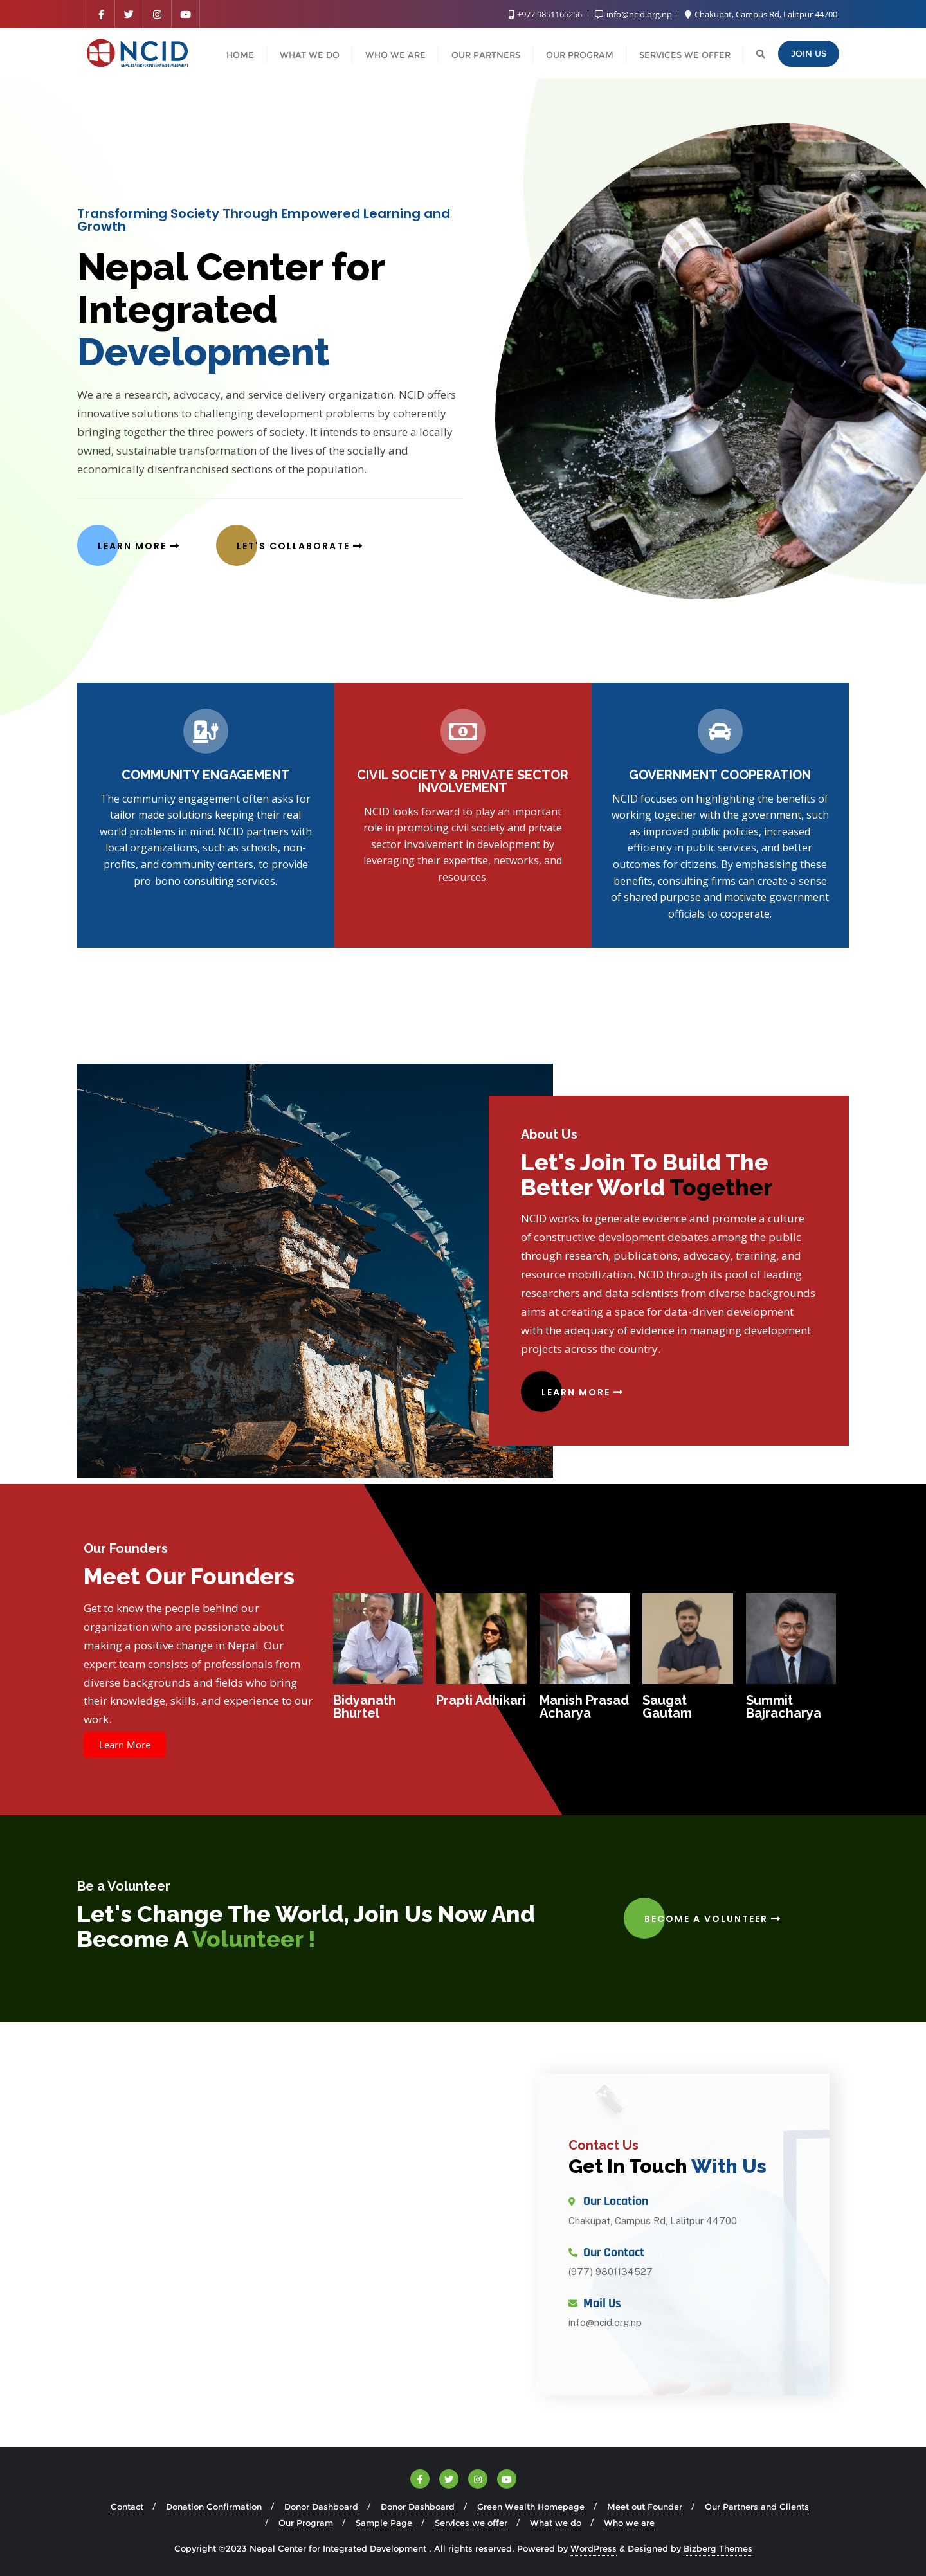 +977 9851165256 | info@ncid.org.np | Chakupat, Campus Rd, Lalitpur 44700
NCID
NEPAL CENTER FOR INTEGRATED DEVELOPMENT
HOME
WHAT WE DO
WHO WE ARE
OUR PARTNERS
OUR PROGRAM
SERVICES WE OFFER
JOIN US
Transforming Society Through Empowered Learning and
Growth
Nepal Center for
Integrated
Development
We are a research, advocacy, and service delivery organization. NCID offers
innovative solutions to challenging development problems by coherently
bringing together the three powers of society. It intends to ensure a locally
owned, sustainable transformation of the lives of the socially and
economically disenfranchised sections of the population.
LEARN MORE
LET'S COLLABORATE
COMMUNITY ENGAGEMENT
The community engagement often asks for
tailor made solutions keeping their real
world problems in mind. NCID partners with
local organizations, such as schools, non-
profits, and community centers, to provide
pro-bono consulting services.
CIVIL SOCIETY & PRIVATE SECTOR
INVOLVEMENT
NCID looks forward to play an important
role in promoting civil society and private
sector involvement in development by
leveraging their expertise, networks, and
resources.
GOVERNMENT COOPERATION
NCID focuses on highlighting the benefits of
working together with the government, such
as improved public policies, increased
efficiency in public services, and better
outcomes for citizens. By emphasising these
benefits, consulting firms can create a sense
of shared purpose and motivate government
officials to cooperate.
About Us
Let's Join To Build The
Better World Together
NCID works to generate evidence and promote a culture
of constructive development debates among the public
through research, publications, advocacy, training, and
resource mobilization. NCID through its pool of leading
researchers and data scientists from diverse backgrounds
aims at creating a space for data-driven development
with the adequacy of evidence in managing development
projects across the country.
LEARN MORE
Our Founders
Meet Our Founders
Get to know the people behind our
organization who are passionate about
making a positive change in Nepal. Our
expert team consists of professionals from
diverse backgrounds and fields who bring
their knowledge, skills, and experience to our
work.
Learn More
Bidyanath
Bhurtel
Prapti Adhikari
Manish Prasad
Acharya
Saugat
Gautam
Summit
Bajracharya
Be a Volunteer
Let's Change The World, Join Us Now And
Become A Volunteer !
BECOME A VOLUNTEER
Contact Us
Get In Touch With Us
Our Location
Chakupat, Campus Rd, Lalitpur 44700
Our Contact
(977) 9801134527
Mail Us
info@ncid.org.np
Contact / Donation Confirmation / Donor Dashboard / Donor Dashboard / Green Wealth Homepage / Meet out Founder / Our Partners and Clients
/ Our Program / Sample Page / Services we offer / What we do / Who we are
Copyright ©2023 Nepal Center for Integrated Development . All rights reserved. Powered by WordPress & Designed by Bizberg Themes